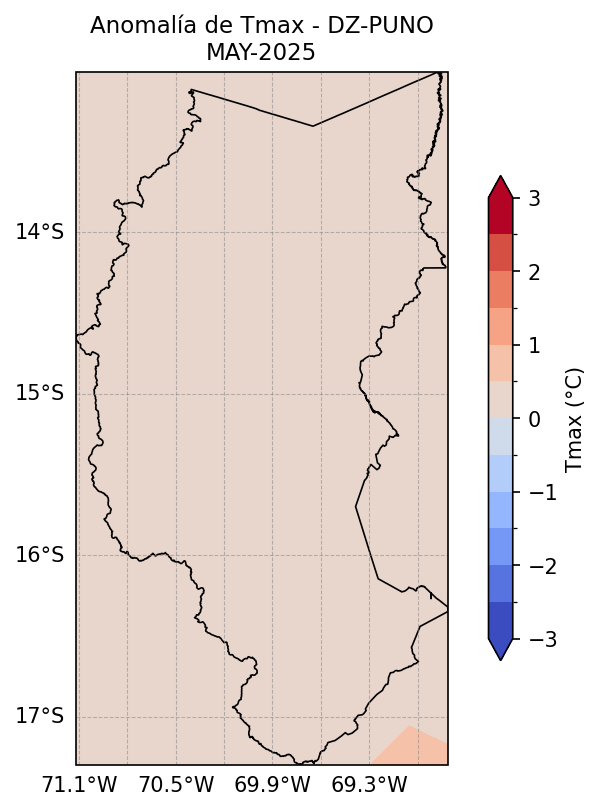 Anomalía de Tmax - DZ-PUNO
MAY-2025
14°S
15°S
16°S
17°S
71.1°W 70.5°W 69.9°W 69.3°W
3
2
1
0
−1
−2
−3
Tmax (°C)